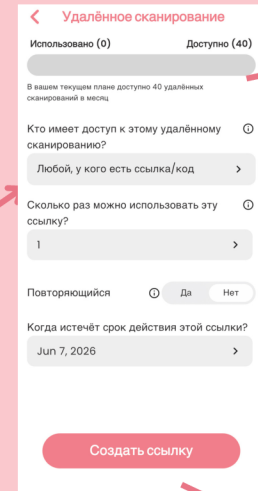 Удалённое сканирование
Использовано (0) Доступно (40)
В вашем текущем плане доступно 40 удалённых
сканирований в месяц
Кто имеет доступ к этому удалённому
сканированию?
Любой, у кого есть ссылка/код
Сколько раз можно использовать эту
ссылку?
1
Повторяющийся Да Нет
Когда истечёт срок действия этой ссылки?
Jun 7, 2026
Создать ссылку